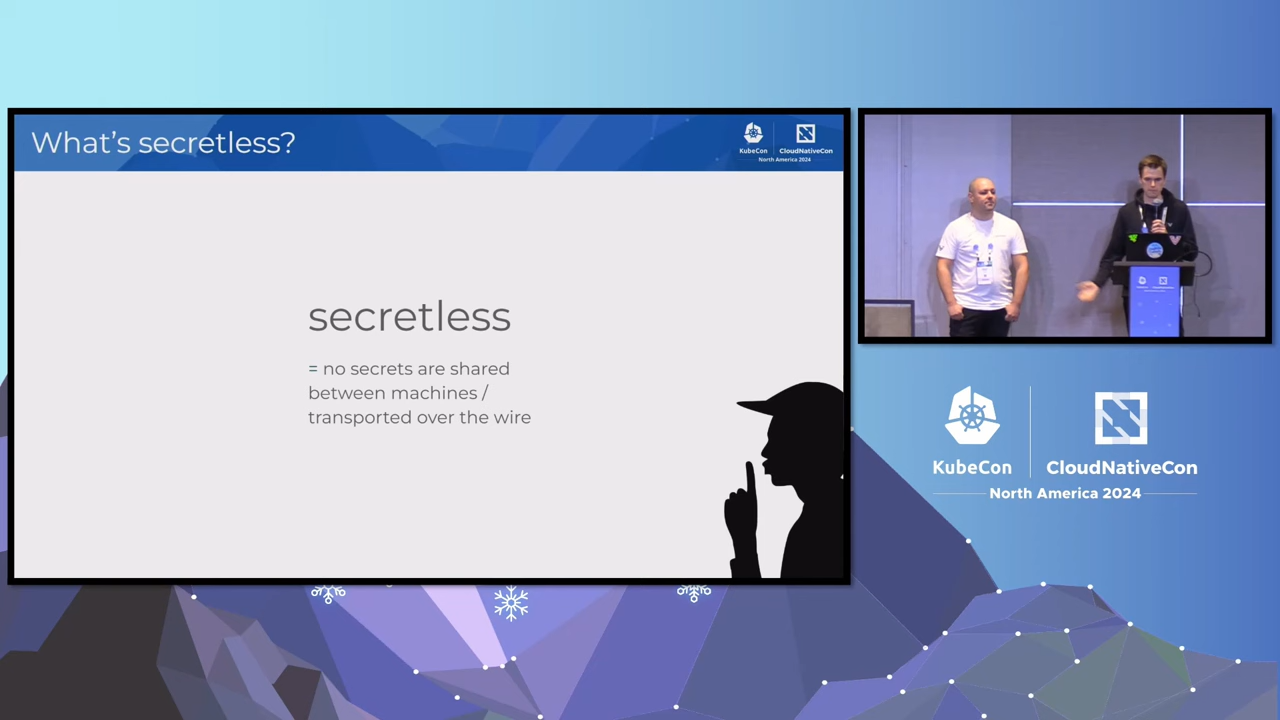 What's secretless?
KubeCon
CloudNativeCon
North America 2024
secretless
= no secrets are shared
between machines /
transported over the wire
KubeCon
CloudNativeCon
North America 2024